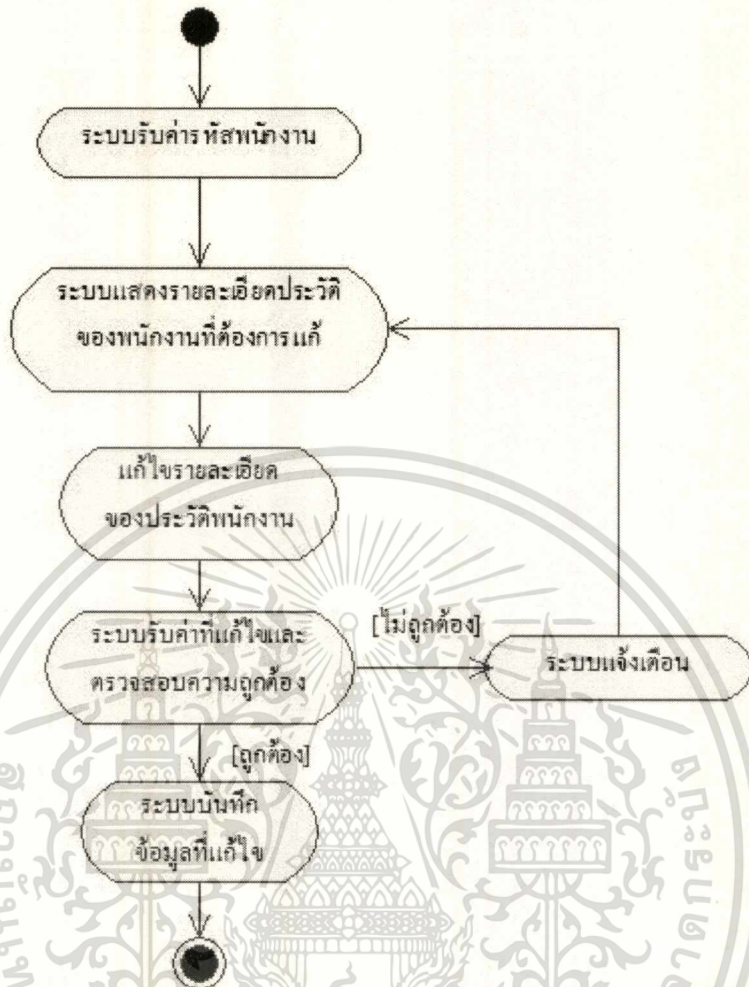 ระบบรับค่ารหัสพนักงาน
ระบบแสดงรายละเอียดประวัติ
ของพนักงานที่ต้องการแก้
แก้ไขรายละเอียด
ของประวัติพนักงาน
ระบบรับค่าที่แก้ไขและ
ตรวจสอบความถูกต้อง
[ไม่ถูกต้อง]
ระบบแจ้งเตือน
[ถูกต้อง]
ระบบบันทึก
ข้อมูลที่แก้ไข